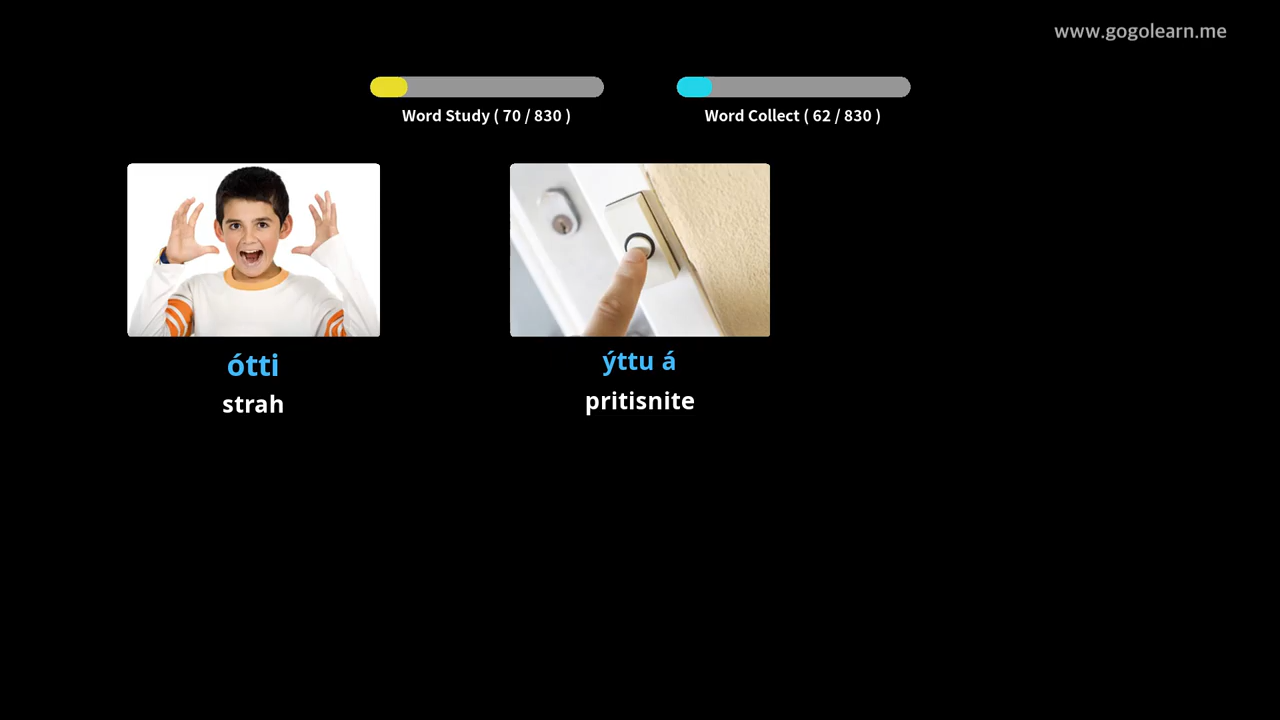 www.gogolearn.me
Word Study ( 70 / 830 )
Word Collect ( 62 / 830 )
ótti
strah
ýttu á
pritisnite